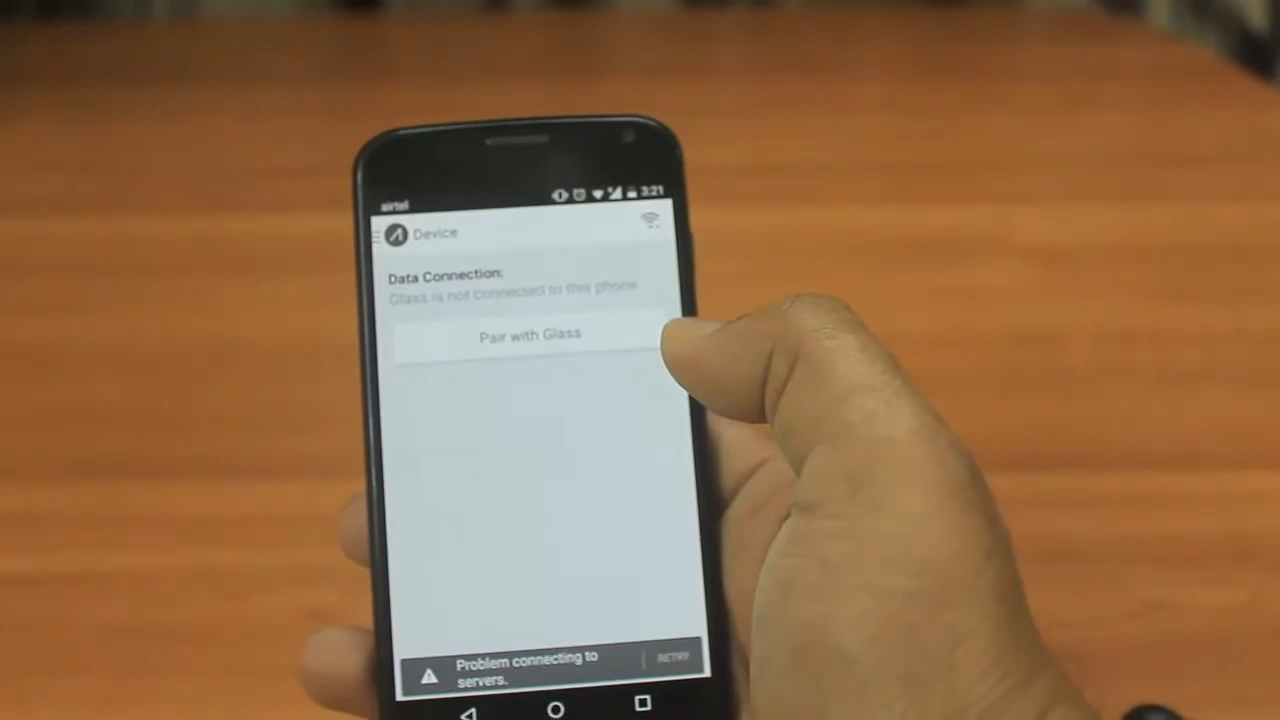 airtel 3:21
Device
Data Connection:
Glass is not connected to this phone
Pair with Glass
Problem connecting to
servers.
RETRY